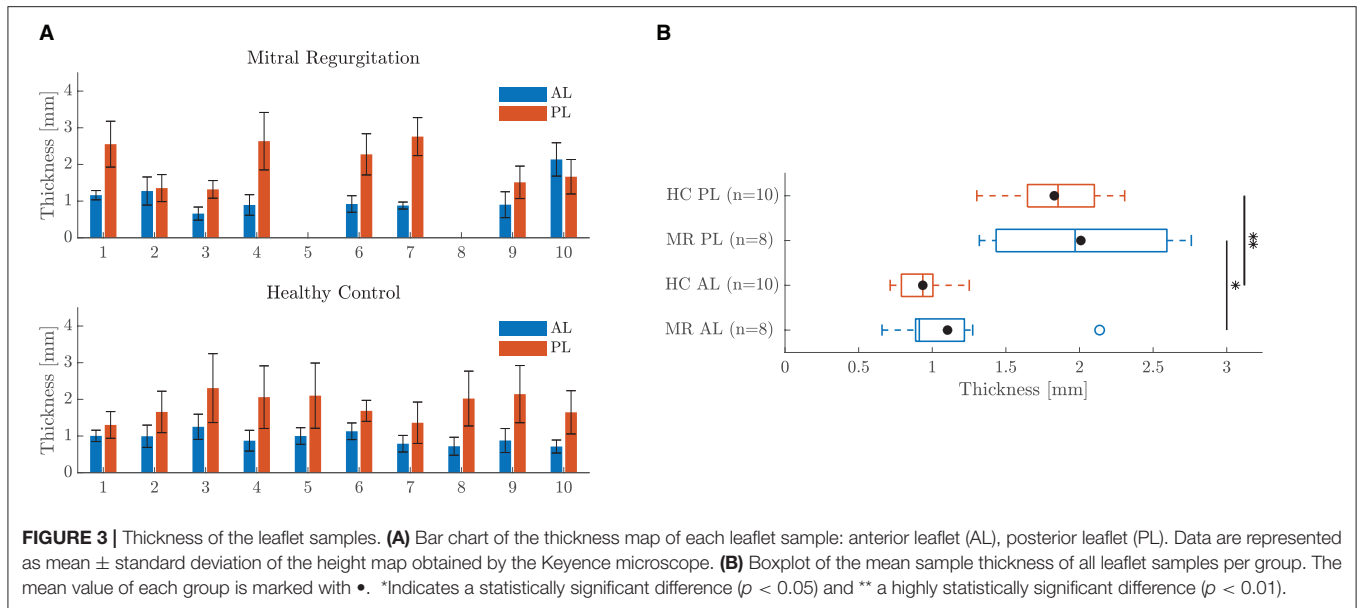 A
Mitral Regurgitation
Thickness [mm]
4
3
2
1
0
AL
PL
1 2 3 4 5 6 7 8 9 10
Healthy Control
Thickness [mm]
4
3
2
1
0
AL
PL
1 2 3 4 5 6 7 8 9 10
B
HC PL (n=10)
MR PL (n=8)
HC AL (n=10)
MR AL (n=8)
**
*
0 0.5 1 1.5 2 2.5 3
Thickness [mm]
FIGURE 3 | Thickness of the leaflet samples. (A) Bar chart of the thickness map of each leaflet sample: anterior leaflet (AL), posterior leaflet (PL). Data are represented
as mean ± standard deviation of the height map obtained by the Keyence microscope. (B) Boxplot of the mean sample thickness of all leaflet samples per group. The
mean value of each group is marked with •. *Indicates a statistically significant difference (p < 0.05) and ** a highly statistically significant difference (p < 0.01).